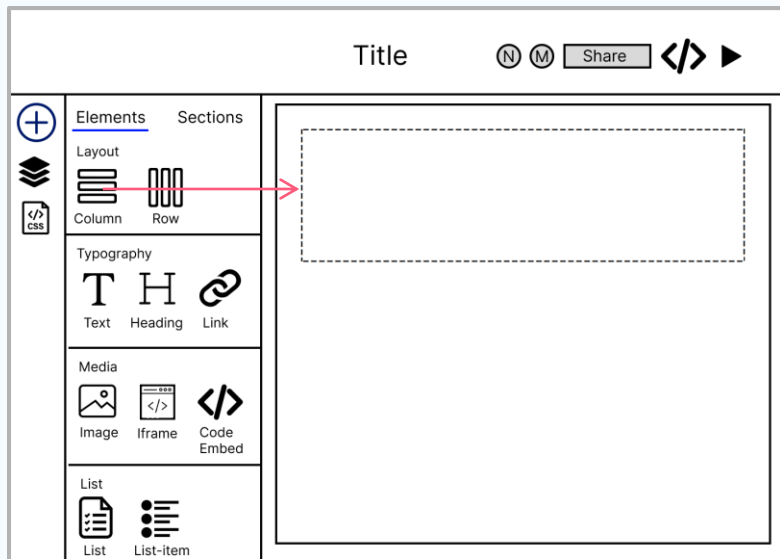 Title
N M Share </>
Elements Sections
Layout
Column Row
</>
CSS
Typography
T H
Text Heading Link
Media
</> </>
Image Iframe Code
Embed
List
List List-item